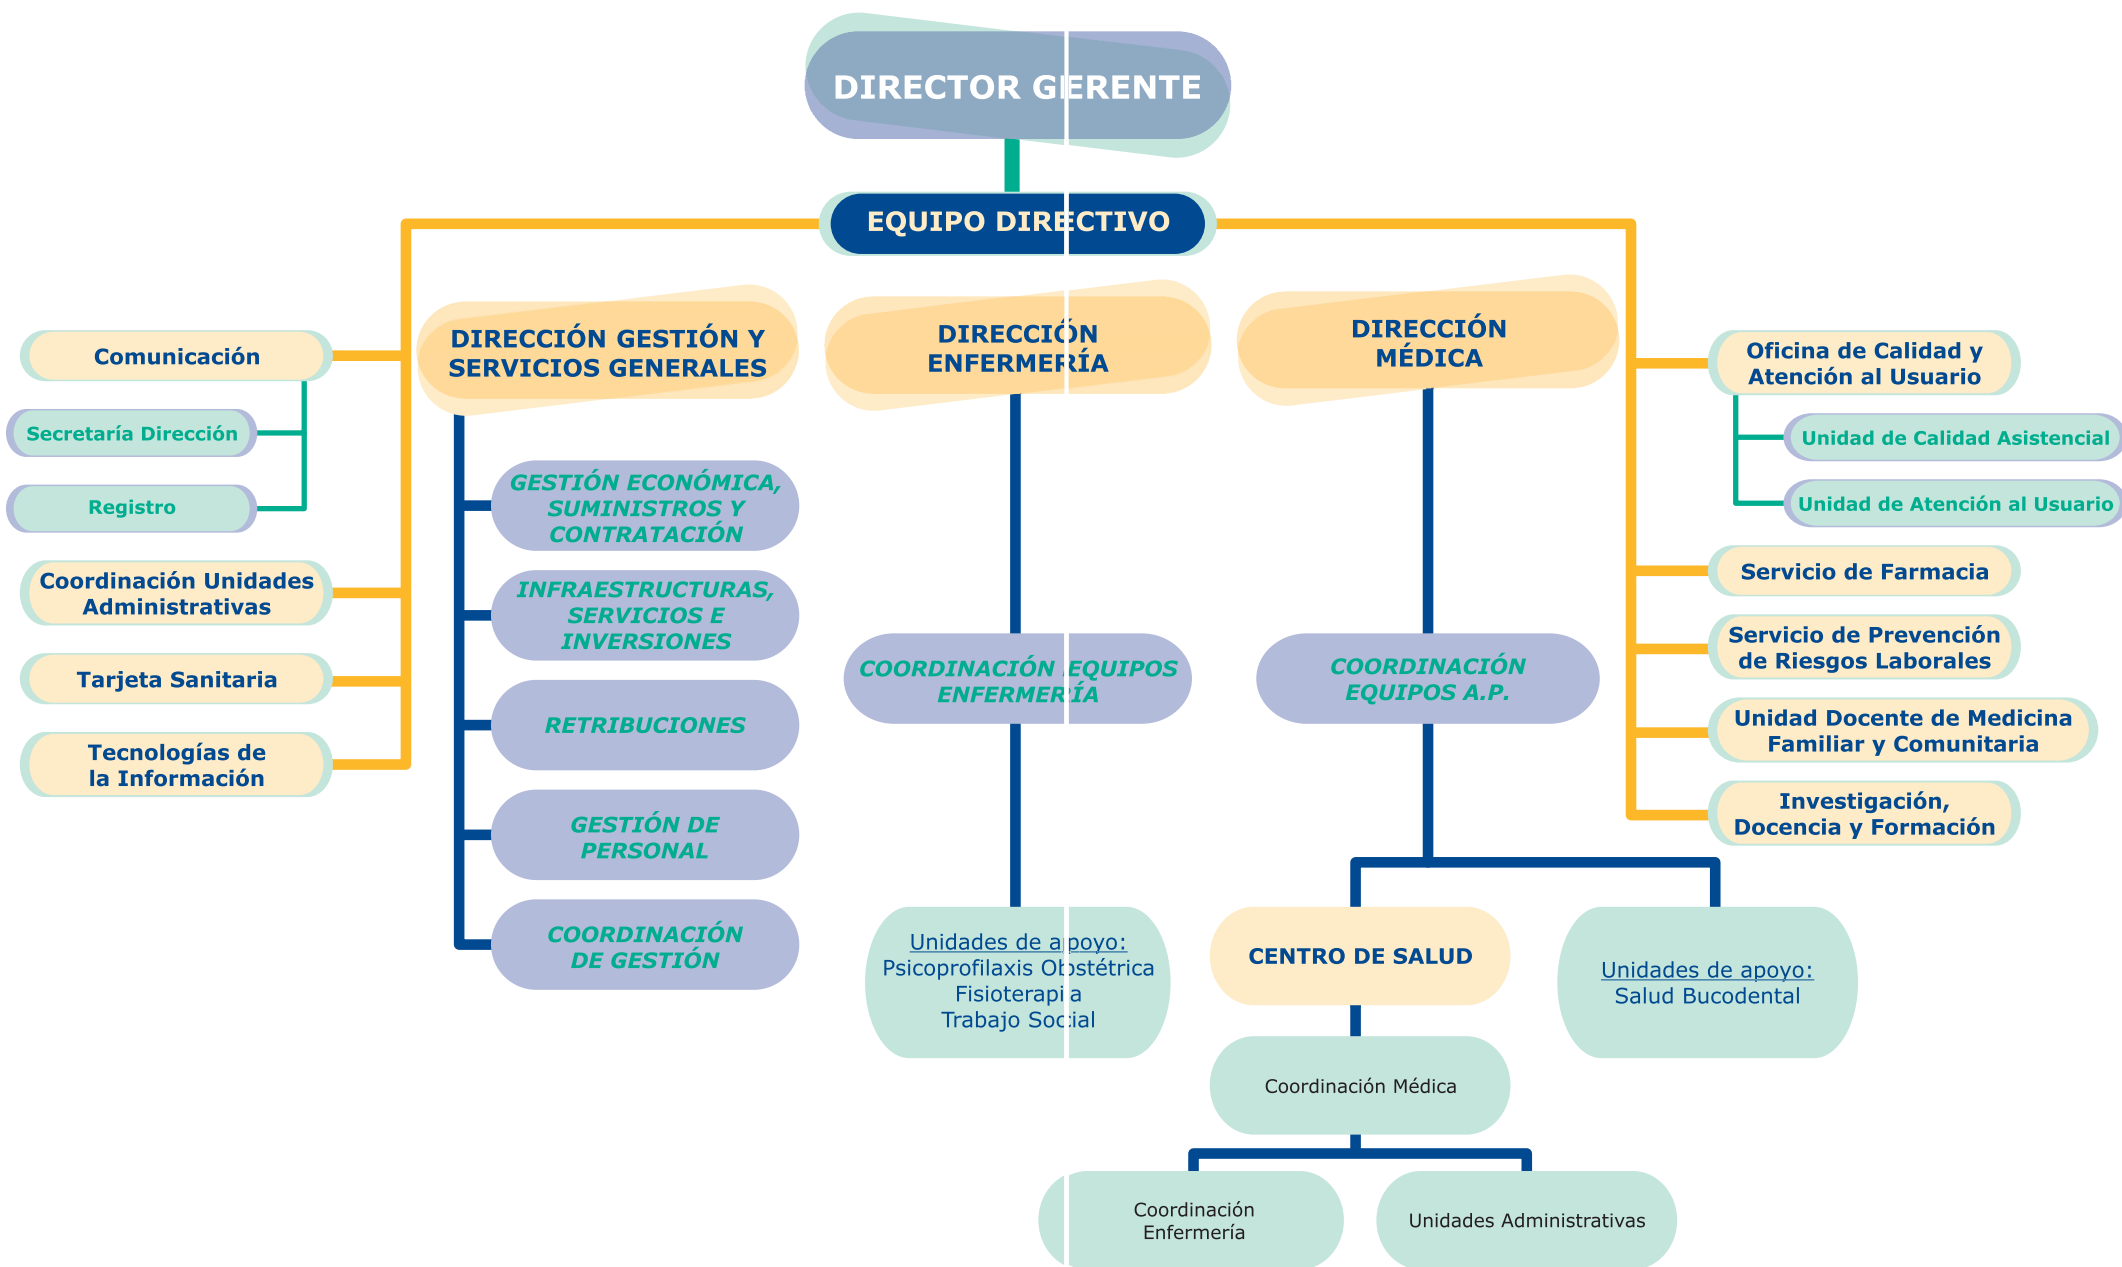 DIRECTOR GERENTE
EQUIPO DIRECTIVO
Comunicación
Secretaría Dirección
Registro
Coordinación Unidades
Administrativas
Tarjeta Sanitaria
Tecnologías de
la Información
DIRECCIÓN GESTIÓN Y
SERVICIOS GENERALES
GESTIÓN ECONÓMICA,
SUMINISTROS Y
CONTRATACIÓN
INFRAESTRUCTURAS,
SERVICIOS E
INVERSIONES
RETRIBUCIONES
GESTIÓN DE
PERSONAL
COORDINACIÓN
DE GESTIÓN
DIRECCIÓN
ENFERMERÍA
COORDINACIÓN EQUIPOS
ENFERMERÍA
Unidades de apoyo:
Psicoprofilaxis Obstétrica
Fisioterapia
Trabajo Social
DIRECCIÓN
MÉDICA
COORDINACIÓN
EQUIPOS A.P.
CENTRO DE SALUD
Coordinación Médica
Coordinación
Enfermería
Unidades Administrativas
Unidades de apoyo:
Salud Bucodental
Oficina de Calidad y
Atención al Usuario
Unidad de Calidad Asistencial
Unidad de Atención al Usuario
Servicio de Farmacia
Servicio de Prevención
de Riesgos Laborales
Unidad Docente de Medicina
Familiar y Comunitaria
Investigación,
Docencia y Formación